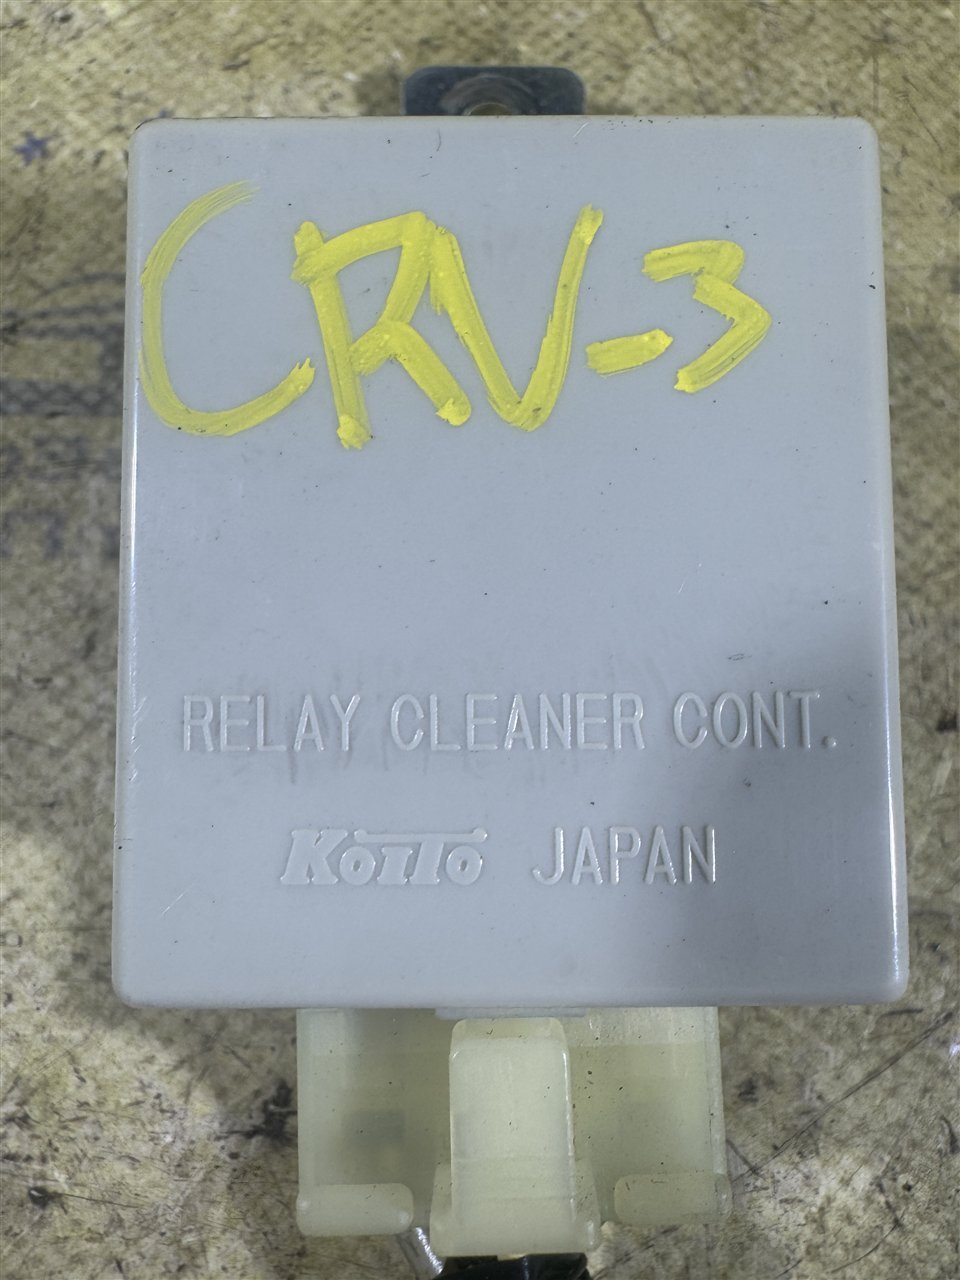 CRV-3
RELAY CLEANER CONT.
KOITO JAPAN